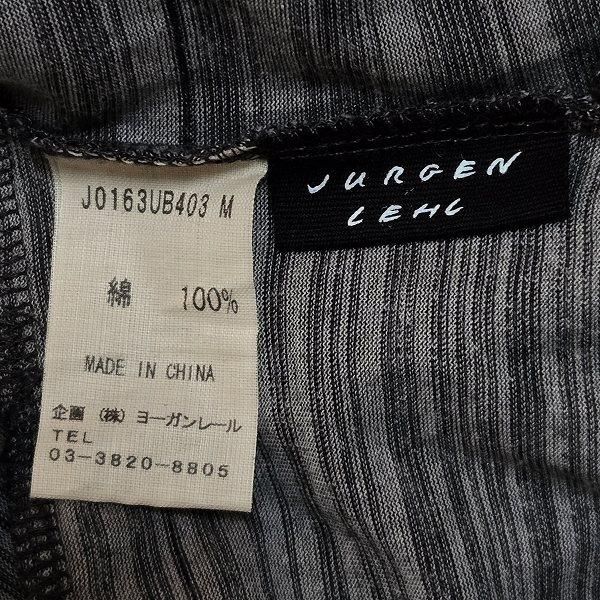 JURGEN
LEHL
J0163UB403 M
綿 100%
MADE IN CHINA
企画 (株) ヨーガンレール
TEL
03-3820-8805